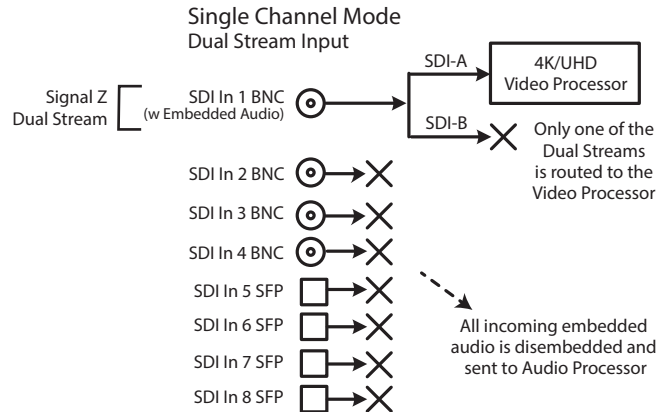 Single Channel Mode
Dual Stream Input
SDI-A
4K/UHD
Video Processor
Signal Z
Dual Stream
SDI In 1 BNC
(w Embedded Audio)
SDI-B
Only one of the
Dual Streams
is routed to the
Video Processor
SDI In 2 BNC
SDI In 3 BNC
SDI In 4 BNC
SDI In 5 SFP
SDI In 6 SFP
SDI In 7 SFP
SDI In 8 SFP
All incoming embedded
audio is disembedded and
sent to Audio Processor